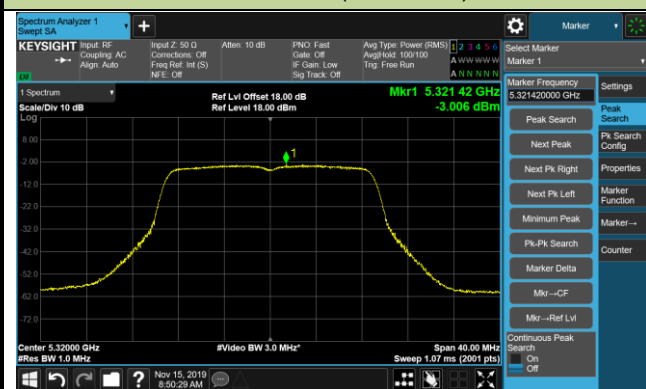 Spectrum Analyzer 1
Swept SA
Marker
KEYSIGHT
Input: RF
Coupling: AC
Align: Auto
Input Z: 50 Ω
Corrections: Off
Freq Ref: Int (S)
NFE: Off
Atten: 10 dB
PNO: Fast
Gate: Off
IF Gain: Low
Sig Track: Off
Avg Type: Power (RMS)
Avg|Hold: 100/100
Trig: Free Run
1 2 3 4 5 6
A W W W W W
A N N N N N
Select Marker
Marker 1
1 Spectrum
Scale/Div 10 dB
Log
Ref Lvl Offset 18.00 dB
Ref Level 18.00 dBm
Mkr1 5.321 42 GHz
-3.006 dBm
8.00
-2.00
-12.0
-22.0
-32.0
-42.0
-52.0
-62.0
-72.0
1
Center 5.32000 GHz
#Res BW 1.0 MHz
#Video BW 3.0 MHz*
Span 40.00 MHz
Sweep 1.07 ms (2001 pts)
Marker Frequency
5.321420000 GHz
Peak Search
Next Peak
Next Pk Right
Next Pk Left
Minimum Peak
Pk-Pk Search
Marker Delta
Mkr→CF
Mkr→Ref Lvl
Continuous Peak
Search
On
Off
Settings
Peak
Search
Pk Search
Config
Properties
Marker
Function
Marker→
Counter
Nov 15, 2019
8:50:29 AM